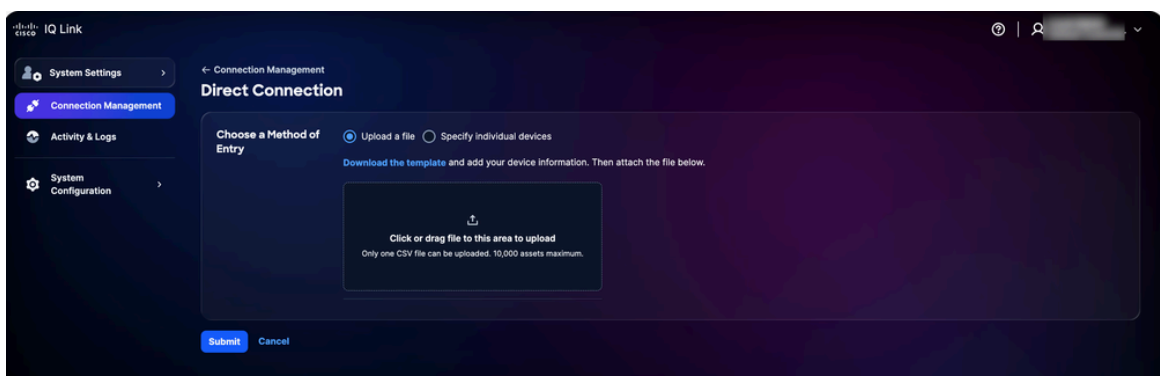 CISCO IQ Link
System Settings
Connection Management
Activity & Logs
System
Configuration
← Connection Management
Direct Connection
Choose a Method of
Entry
Upload a file Specify individual devices
Download the template and add your device information. Then attach the file below.
Click or drag file to this area to upload
Only one CSV file can be uploaded. 10,000 assets maximum.
Submit Cancel